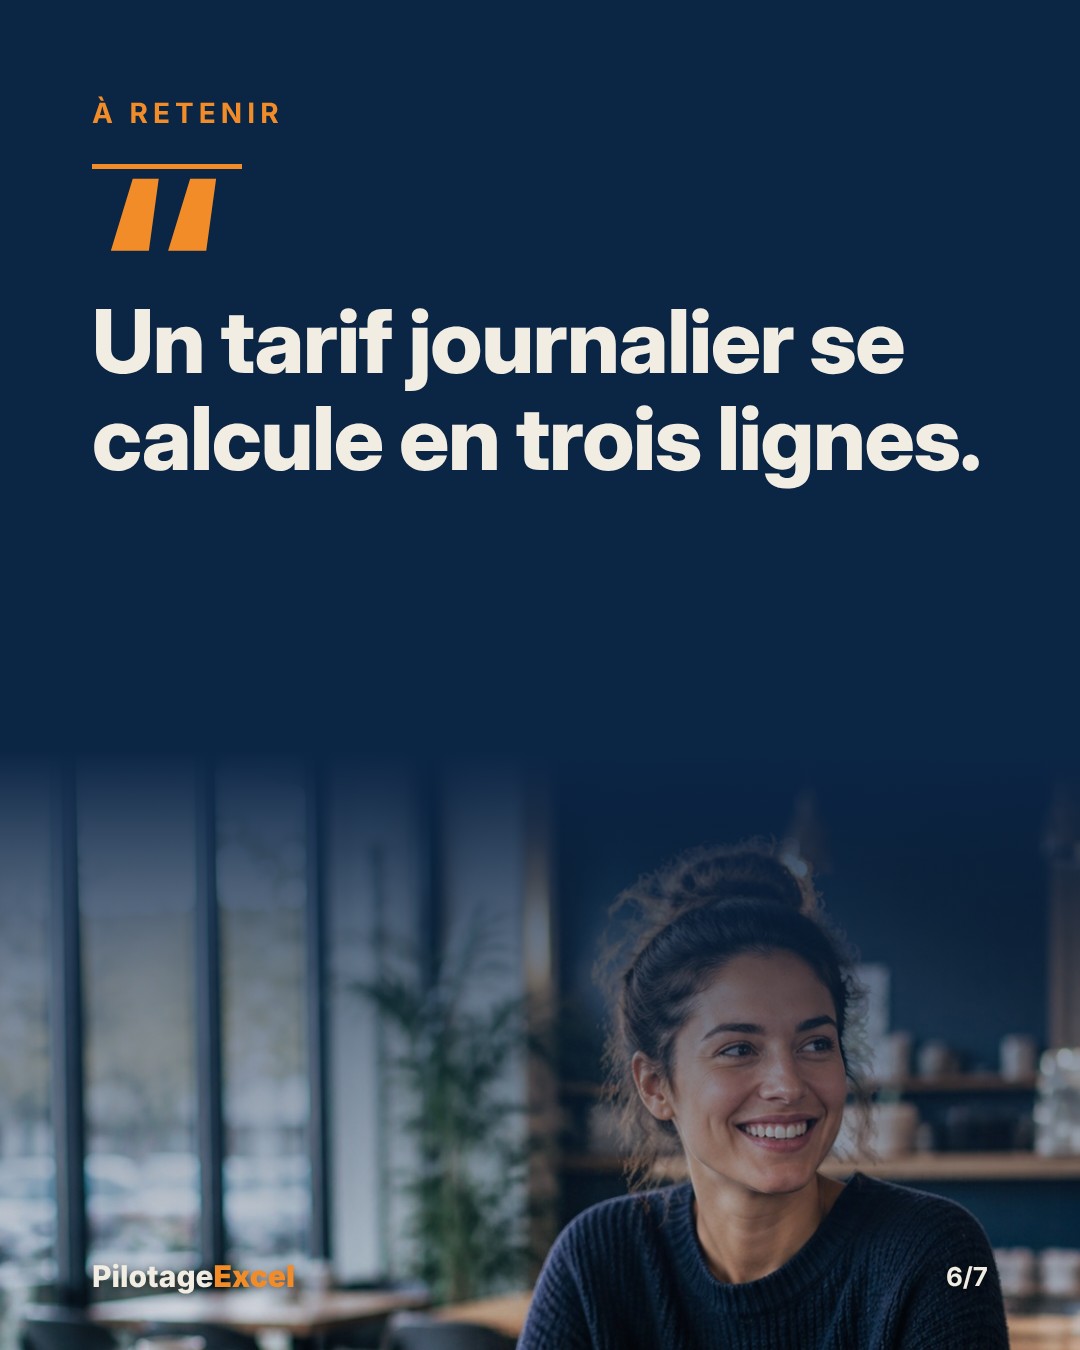 À RETENIR
"
Un tarif journalier se
calcule en trois lignes.
PilotageExcel
6/7